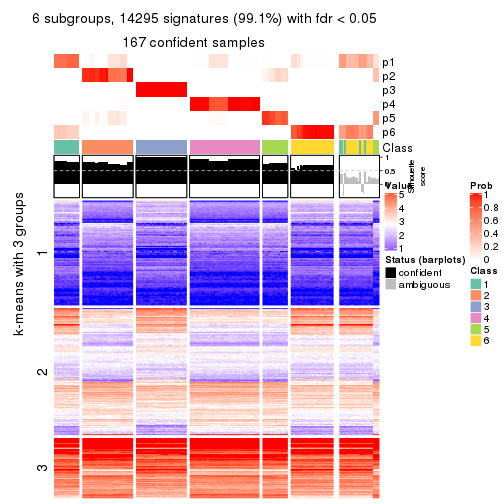 6 subgroups, 14295 signatures (99.1%) with fdr < 0.05
167 confident samples
p1
p2
p3
p4
p5
p6
Class
1
0.5
0
Silhouette
score
k-means with 3 groups
1
2
3
Value
5
4
3
2
1
Status (barplots)
confident
ambiguous
Prob
1
0.8
0.6
0.4
0.2
0
Class
1
2
3
4
5
6